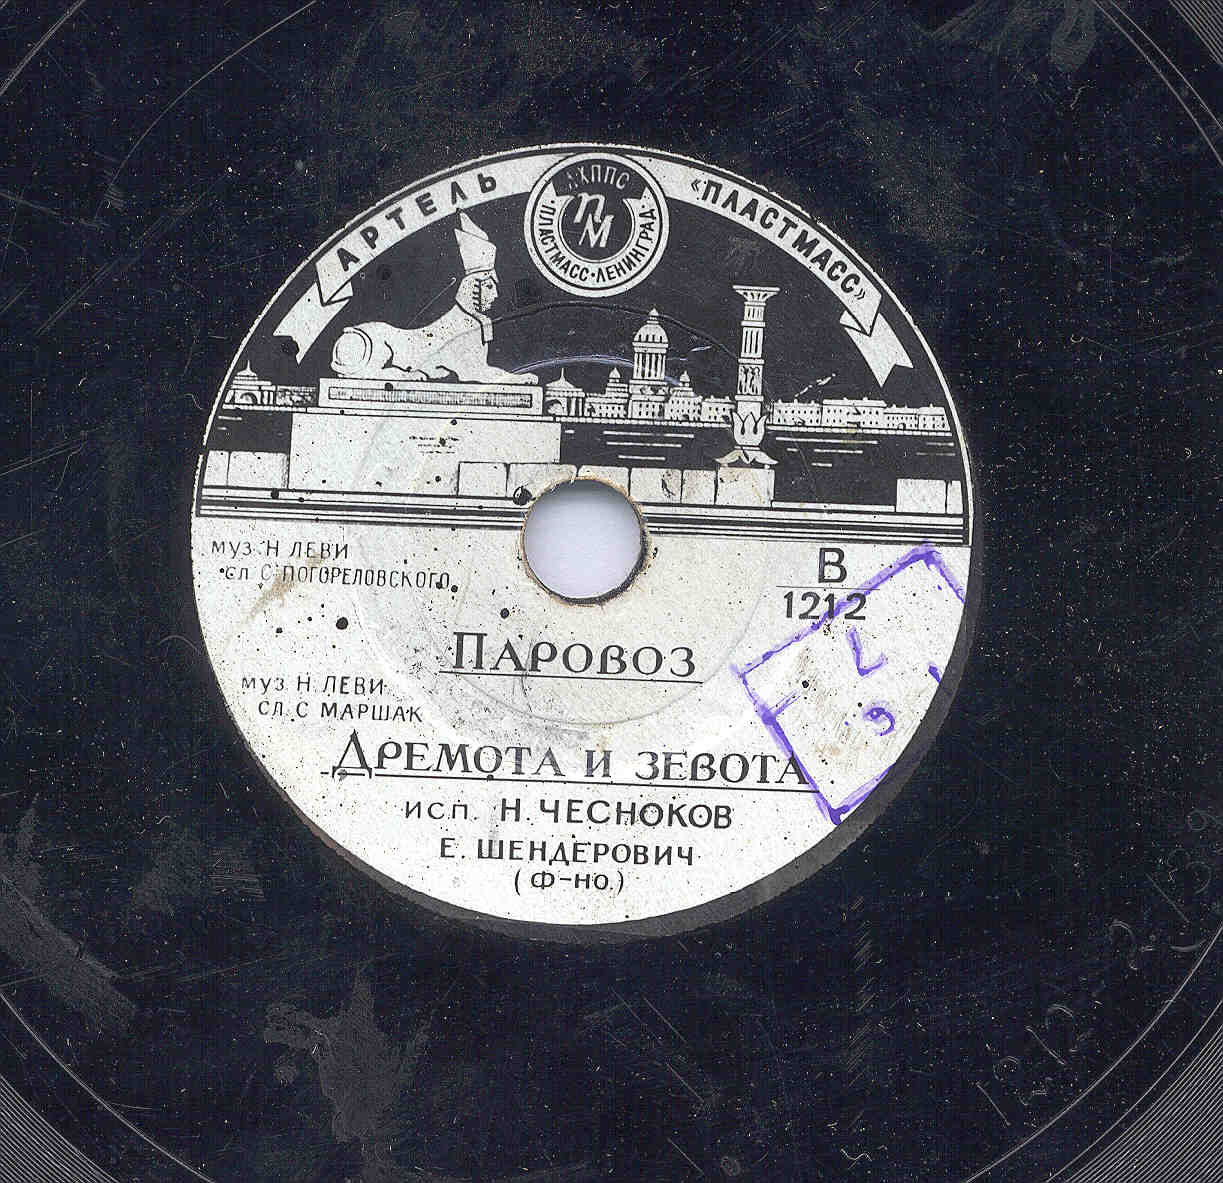 АРТЕЛЬ «ПЛАСТМАСС»
ПМ
ПЛАСТМАСС·ЛЕНИНГРАД·
муз. Н ЛЕВИ
сл С ПОГОРЕЛОВСКОГО
В
1212
ПАРОВОЗ
муз Н. ЛЕВИ
СЛ. С МАРШАК
ДРЕМОТА И ЗЕВОТА
исп. Н. ЧЕСНОКОВ
Е. ШЕНДЕРОВИЧ
(Ф-НО.)